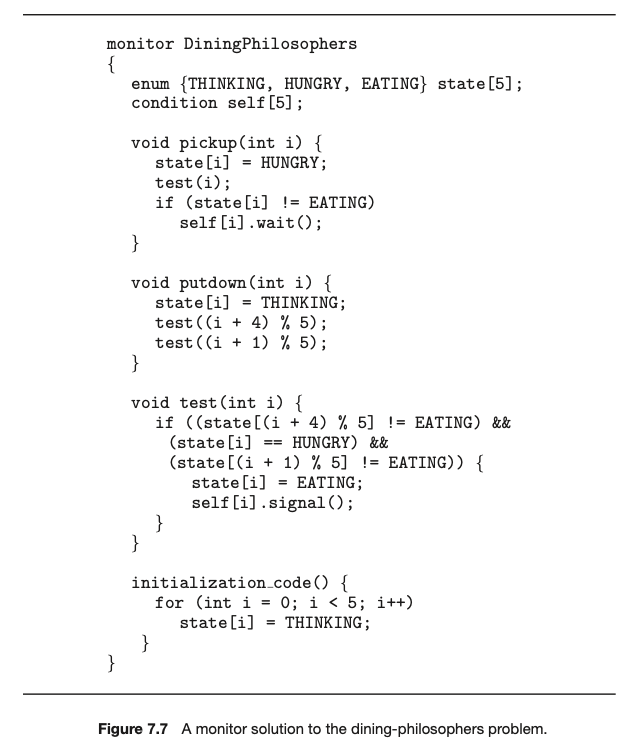 monitor DiningPhilosophers
{
   enum {THINKING, HUNGRY, EATING} state[5];
   condition self[5];

   void pickup(int i) {
      state[i] = HUNGRY;
      test(i);
      if (state[i] != EATING)
         self[i].wait();
   }

   void putdown(int i) {
      state[i] = THINKING;
      test((i + 4) % 5);
      test((i + 1) % 5);
   }

   void test(int i) {
      if ((state[(i + 4) % 5] != EATING) &&
       (state[i] == HUNGRY) &&
       (state[(i + 1) % 5] != EATING)) {
          state[i] = EATING;
          self[i].signal();
      }
   }

   initialization_code() {
      for (int i = 0; i < 5; i++)
         state[i] = THINKING;
    }
}
Figure 7.7 A monitor solution to the dining-philosophers problem.